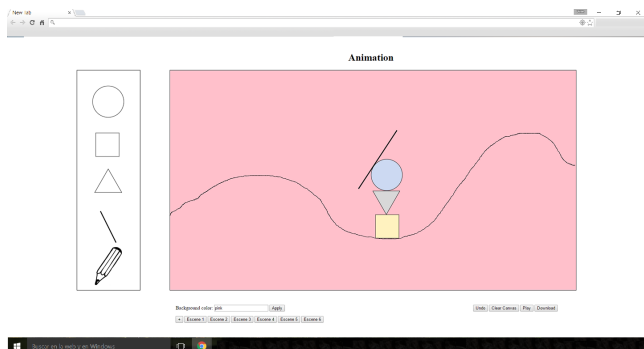 New tab
Animation
Background color: pink Apply
Undo Clear Canvas Play Download
+ Escene 1 Escene 2 Escene 3 Escene 4 Escene 5 Escene 6
Buscar en la web y en Windows